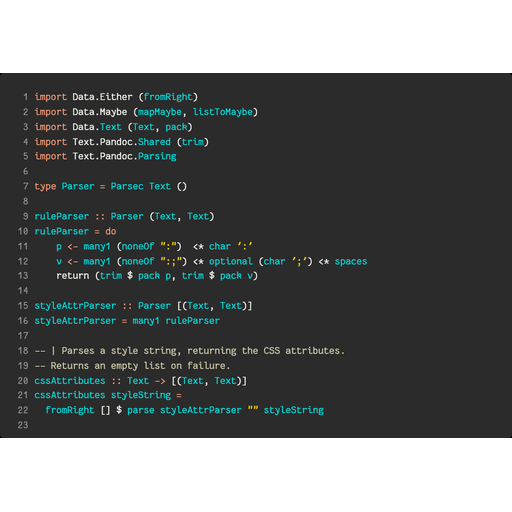 1 import Data.Either (fromRight)
2 import Data.Maybe (mapMaybe, listToMaybe)
3 import Data.Text (Text, pack)
4 import Text.Pandoc.Shared (trim)
5 import Text.Pandoc.Parsing
6
7 type Parser = Parsec Text ()
8
9 ruleParser :: Parser (Text, Text)
10 ruleParser = do
11     p <- many1 (noneOf ":")  <* char ':'
12     v <- many1 (noneOf ":;") <* optional (char ';') <* spaces
13     return (trim $ pack p, trim $ pack v)
14
15 styleAttrParser :: Parser [(Text, Text)]
16 styleAttrParser = many1 ruleParser
17
18 -- | Parses a style string, returning the CSS attributes.
19 -- Returns an empty list on failure.
20 cssAttributes :: Text -> [(Text, Text)]
21 cssAttributes styleString =
22   fromRight [] $ parse styleAttrParser "" styleString
23